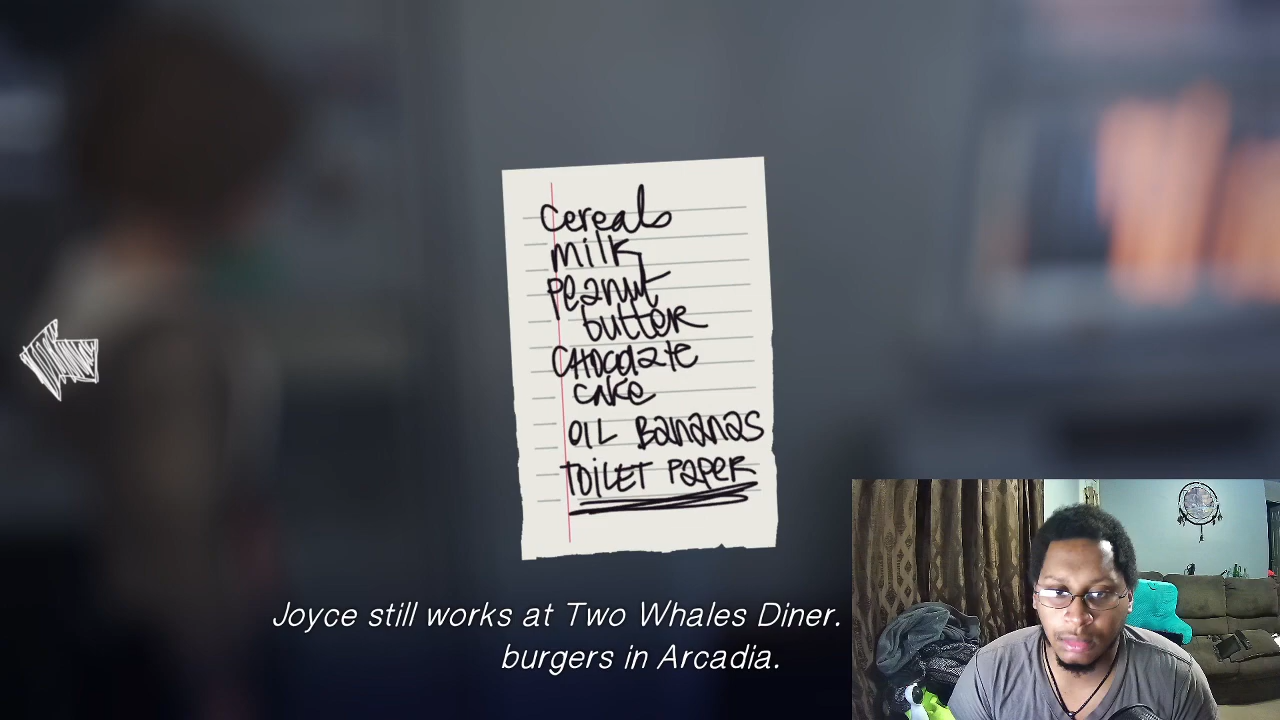 Cereals
milk
Peanut
butter
CHocolate
cake
OIL Bananas
TOILET PaPER
Joyce still works at Two Whales Diner.
burgers in Arcadia.